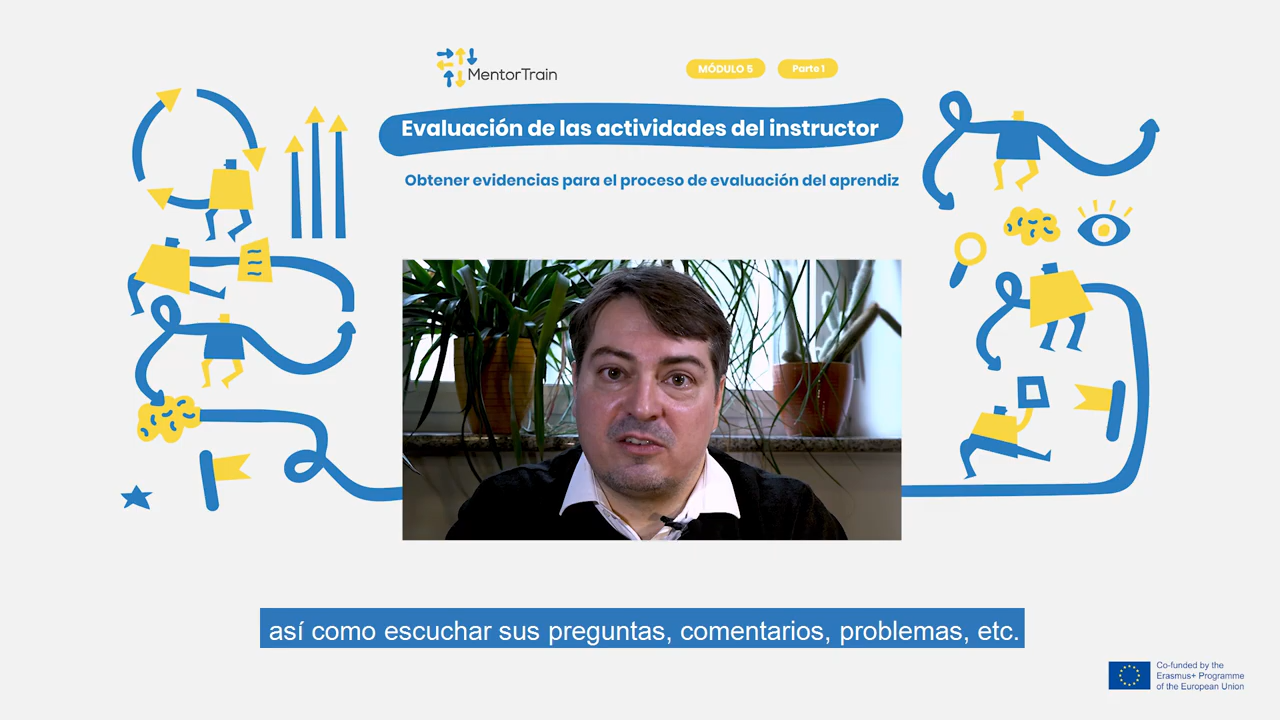 MentorTrain
MÓDULO 5
Parte 1
Evaluación de las actividades del instructor
Obtener evidencias para el proceso de evaluación del aprendiz
así como escuchar sus preguntas, comentarios, problemas, etc.
Co-funded by the
Erasmus+ Programme
of the European Union